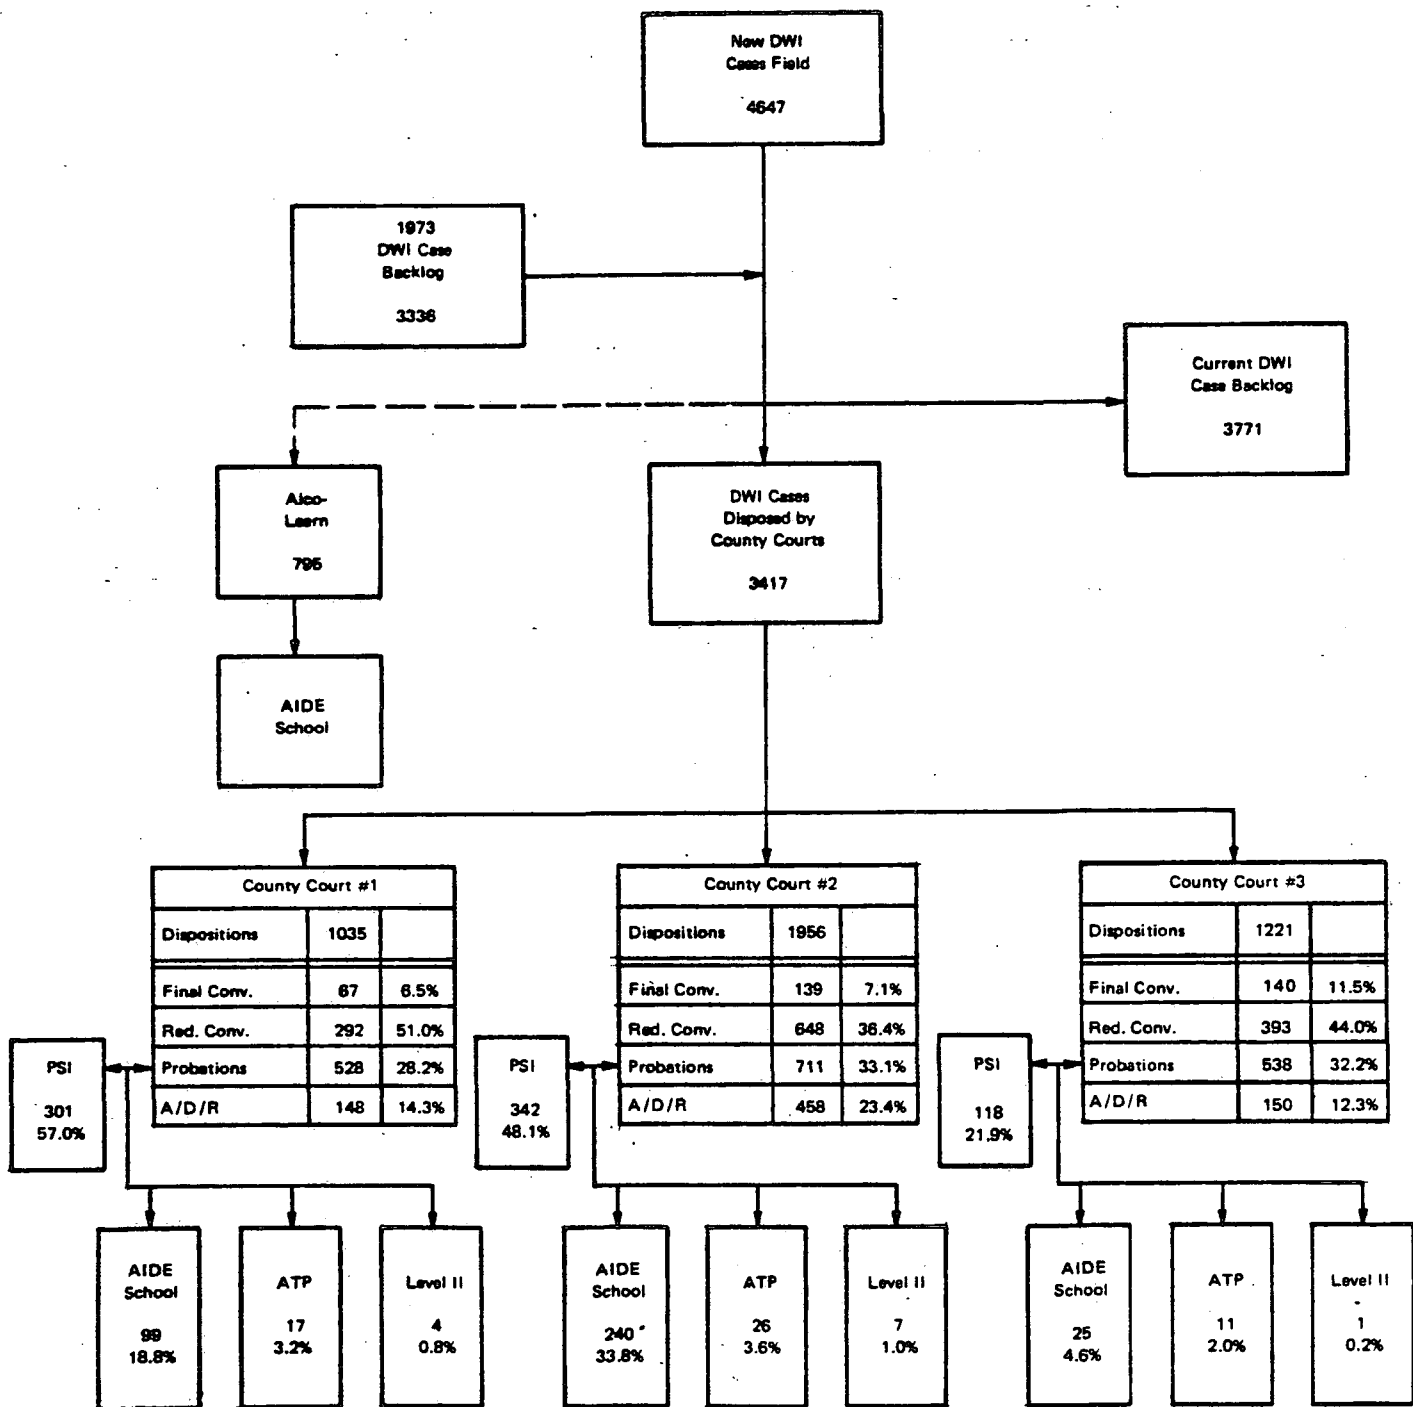 New DWI
Cases Field
4647
1973
DWI Case
Backlog
3336
Current DWI
Case Backlog
3771
Alco-
Learn
795
DWI Cases
Disposed by
County Courts
3417
AIDE
School
County Court #1
Dispositions 1035
Final Conv. 67 6.5%
Red. Conv. 292 51.0%
Probations 528 28.2%
A/D/R 148 14.3%
PSI
301
57.0%
AIDE
School
99
18.8%
ATP
17
3.2%
Level II
4
0.8%
County Court #2
Dispositions 1956
Final Conv. 139 7.1%
Red. Conv. 648 36.4%
Probations 711 33.1%
A/D/R 458 23.4%
PSI
342
48.1%
AIDE
School
240
33.8%
ATP
26
3.6%
Level II
7
1.0%
County Court #3
Dispositions 1221
Final Conv. 140 11.5%
Red. Conv. 393 44.0%
Probations 538 32.2%
A/D/R 150 12.3%
PSI
118
21.9%
AIDE
School
25
4.6%
ATP
11
2.0%
Level II
1
0.2%